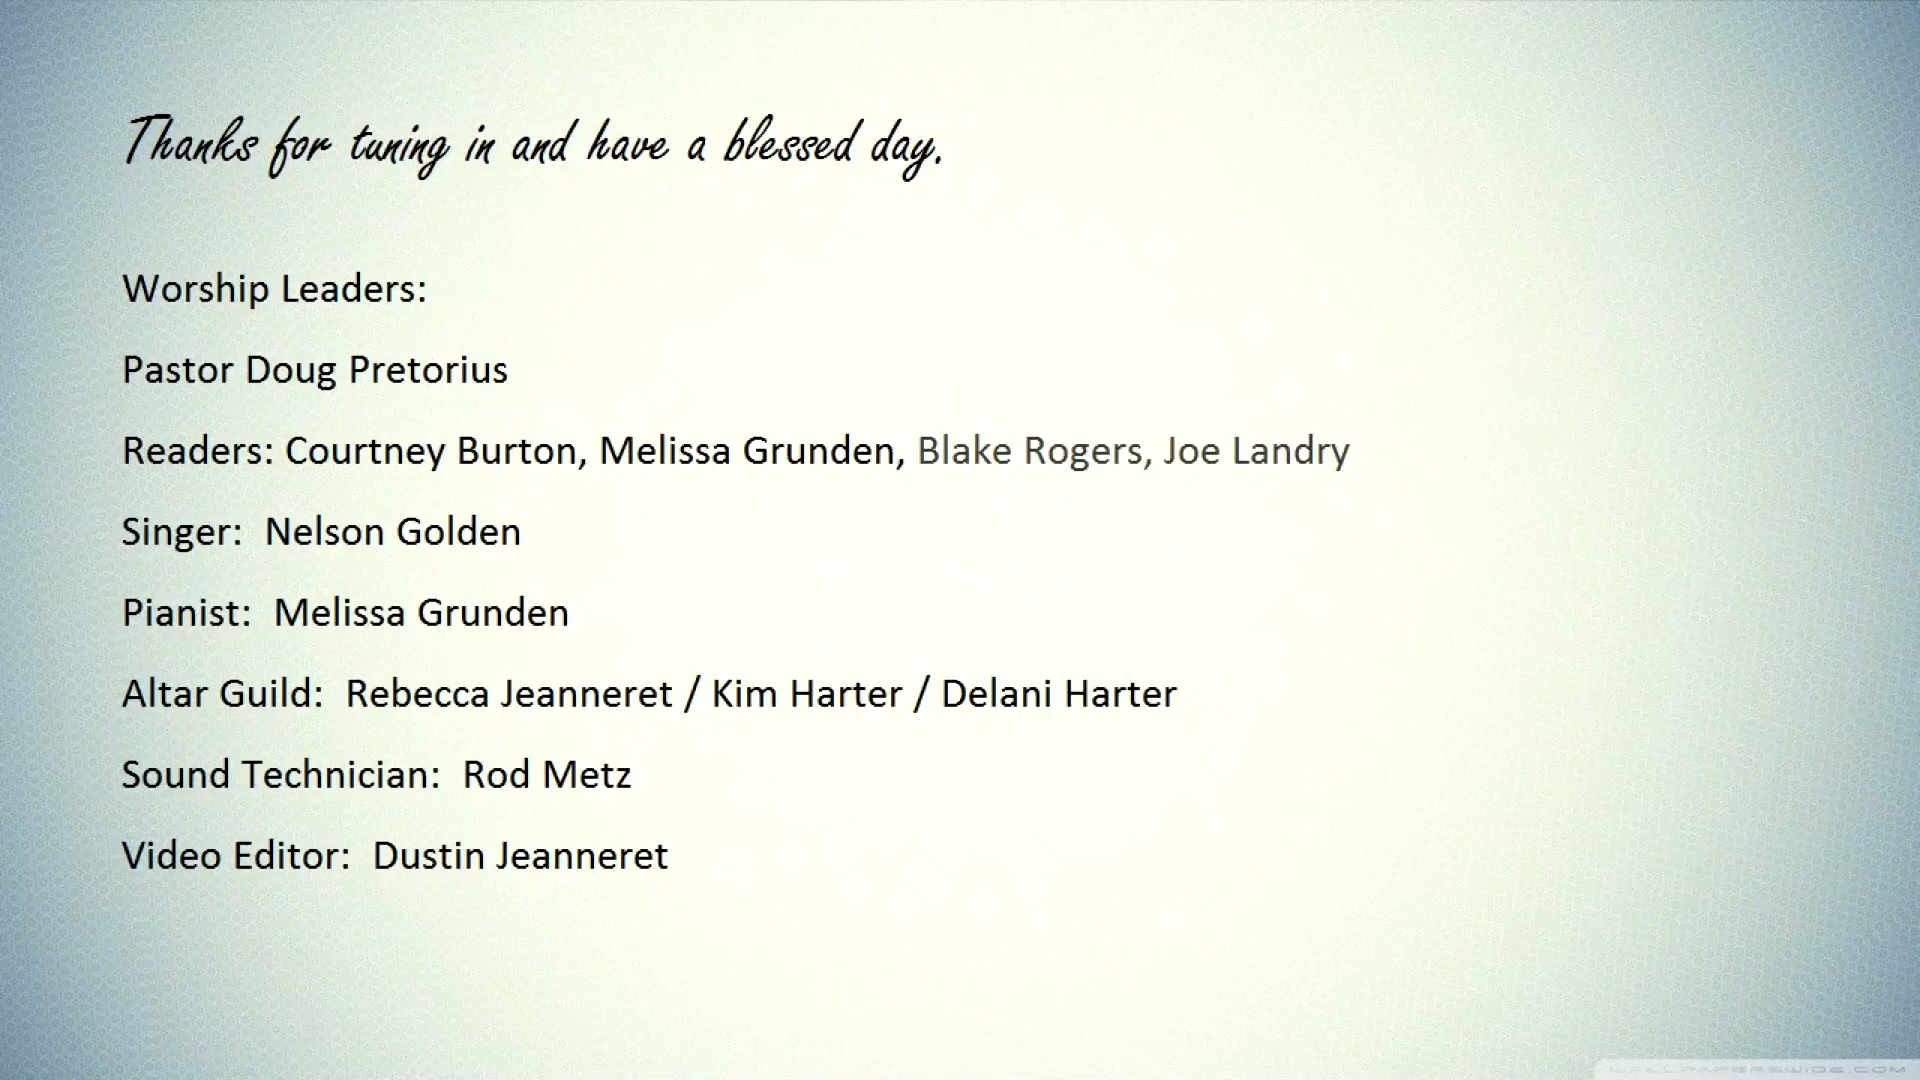 Thanks for tuning in and have a blessed day.
Worship Leaders:
Pastor Doug Pretorius
Readers: Courtney Burton, Melissa Grunden, Blake Rogers, Joe Landry
Singer:  Nelson Golden
Pianist:  Melissa Grunden
Altar Guild:  Rebecca Jeanneret / Kim Harter / Delani Harter
Sound Technician:  Rod Metz
Video Editor:  Dustin Jeanneret